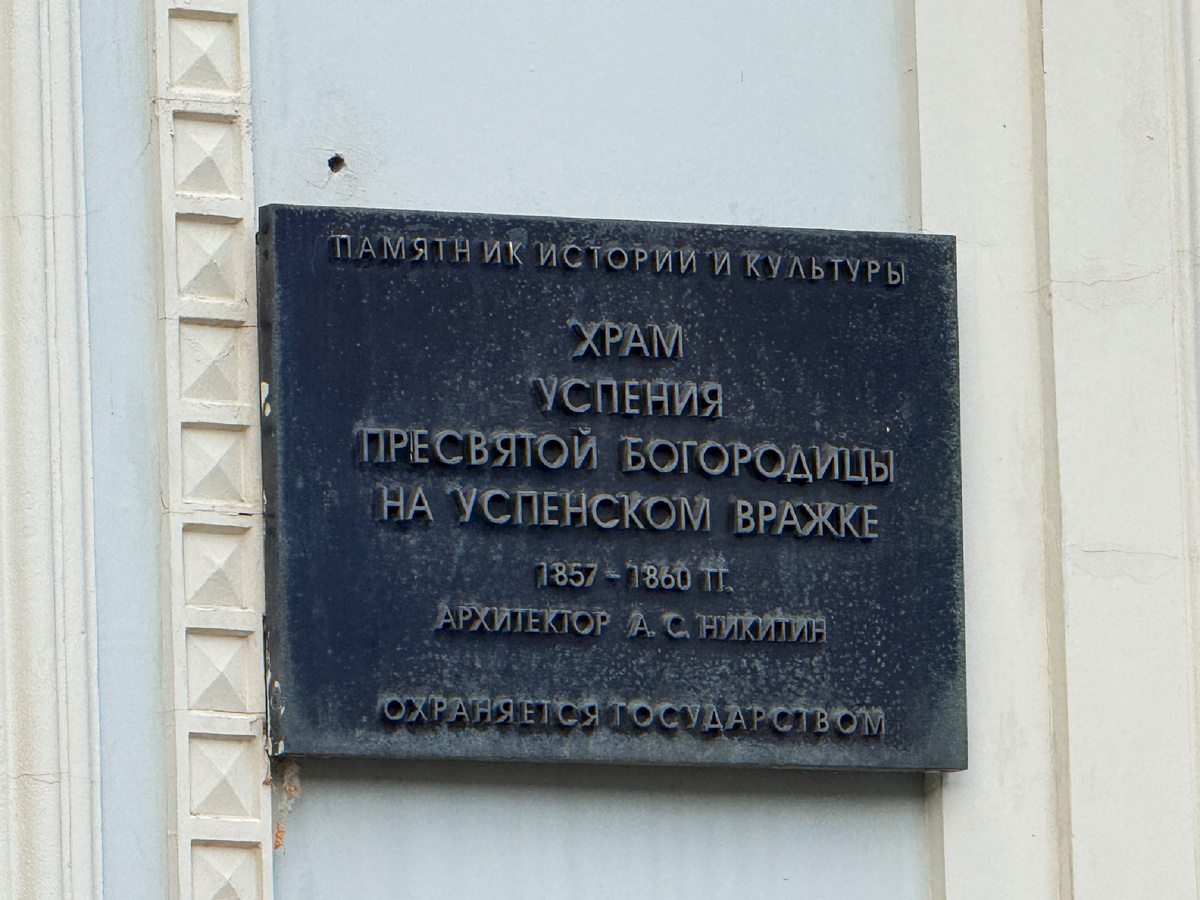 ПАМЯТНИК ИСТОРИИ И КУЛЬТУРЫ
ХРАМ
УСПЕНИЯ
ПРЕСВЯТОЙ БОГОРОДИЦЫ
НА УСПЕНСКОМ ВРАЖКЕ
1857 – 1860 ГГ.
АРХИТЕКТОР А. С. НИКИТИН
ОХРАНЯЕТСЯ ГОСУДАРСТВОМ